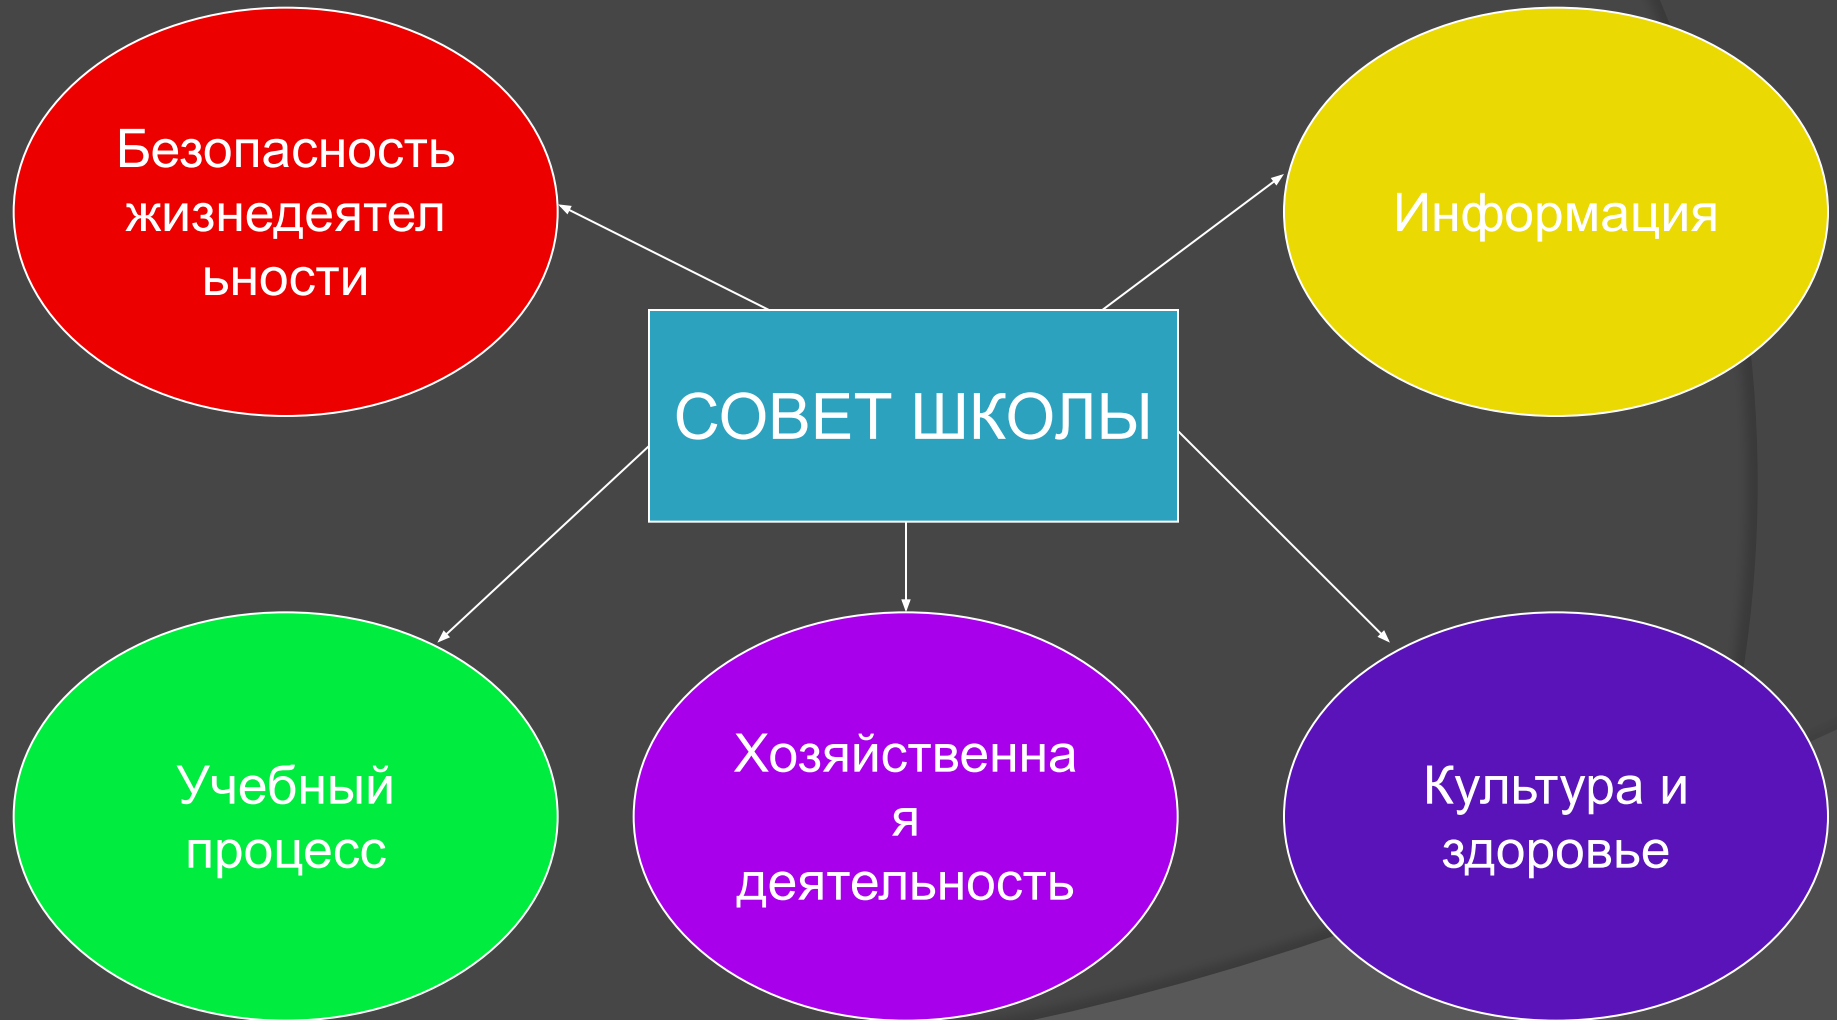 Безопасность
жизнедеятел
ьности
Информация
СОВЕТ ШКОЛЫ
Учебный
процесс
Хозяйственна
я
деятельность
Культура и
здоровье